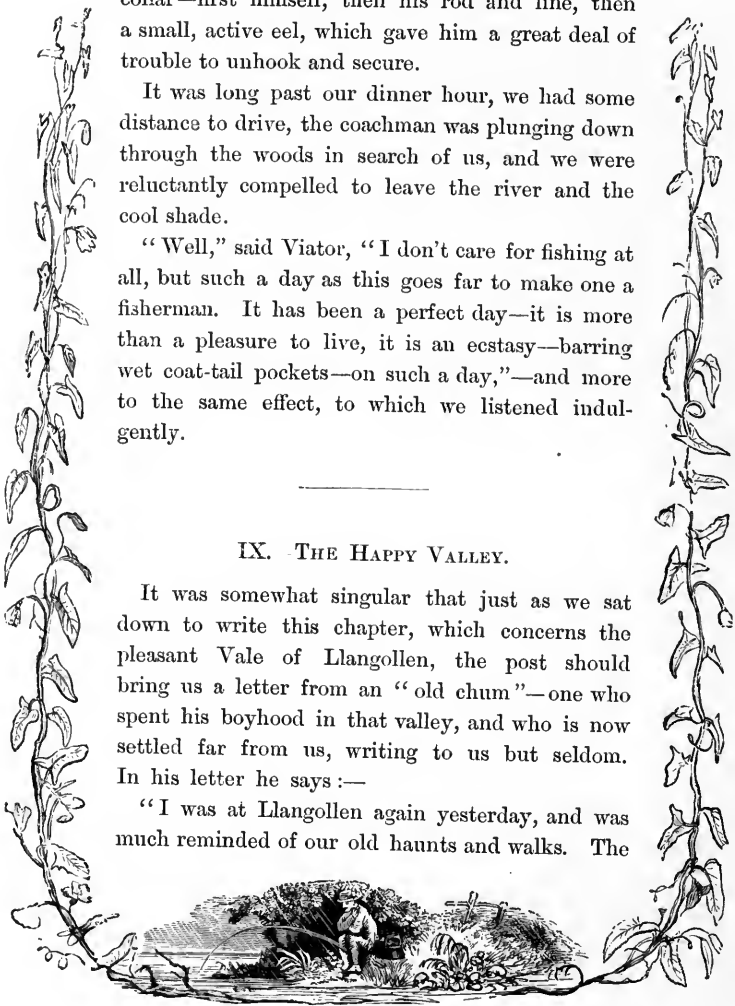 collar—first himself, then his rod and line, then
a small, active eel, which gave him a great deal of
trouble to unhook and secure.
It was long past our dinner hour, we had some
distance to drive, the coachman was plunging down
through the woods in search of us, and we were
reluctantly compelled to leave the river and the
cool shade.
“Well,” said Viator, “I don't care for fishing at
all, but such a day as this goes far to make one a
fisherman. It has been a perfect day—it is more
than a pleasure to live, it is an ecstasy—barring
wet coat-tail pockets—on such a day,”—and more
to the same effect, to which we listened indul-
gently.
IX. The Happy Valley.
It was somewhat singular that just as we sat
down to write this chapter, which concerns the
pleasant Vale of Llangollen, the post should
bring us a letter from an “old chum”—one who
spent his boyhood in that valley, and who is now
settled far from us, writing to us but seldom.
In his letter he says :—
“I was at Llangollen again yesterday, and was
much reminded of our old haunts and walks. The